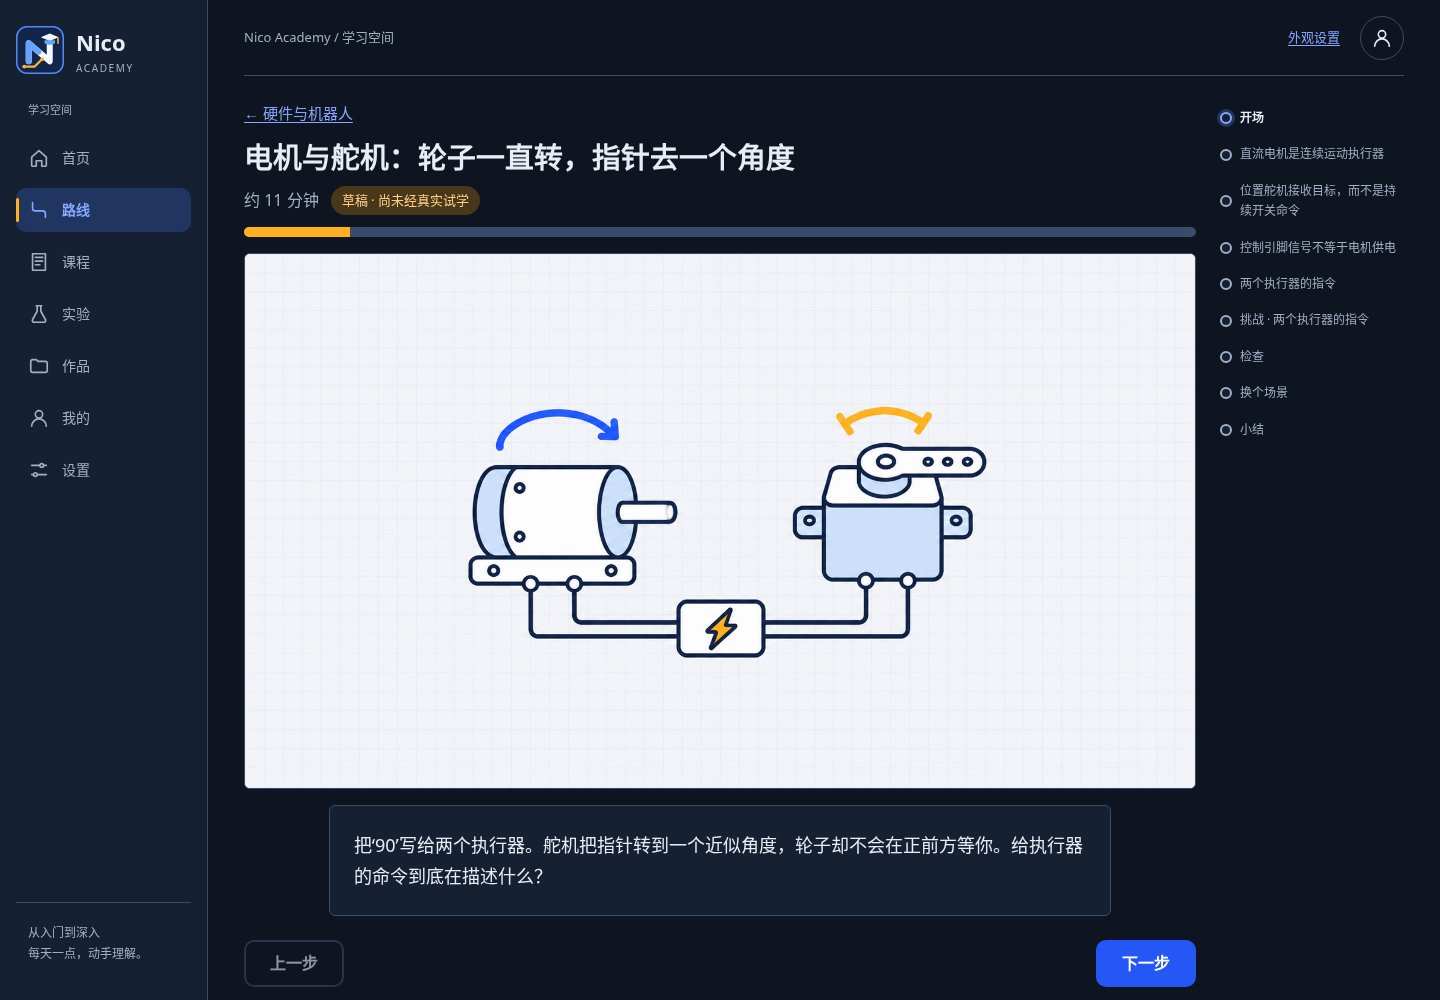 Nico
ACADEMY
学习空间
首页
路线
课程
实验
作品
我的
设置
从入门到深入
每天一点，动手理解。
Nico Academy / 学习空间
外观设置
← 硬件与机器人
电机与舵机：轮子一直转，指针去一个角度
约 11 分钟
草稿 · 尚未经真实试学
把‘90’写给两个执行器。舵机把指针转到一个近似角度，轮子却不会在正前方等你。给执行器
的命令到底在描述什么？
上一步
下一步
开场
直流电机是连续运动执行器
位置舵机接收目标，而不是持
续开关命令
控制引脚信号不等于电机供电
两个执行器的指令
挑战 · 两个执行器的指令
检查
换个场景
小结